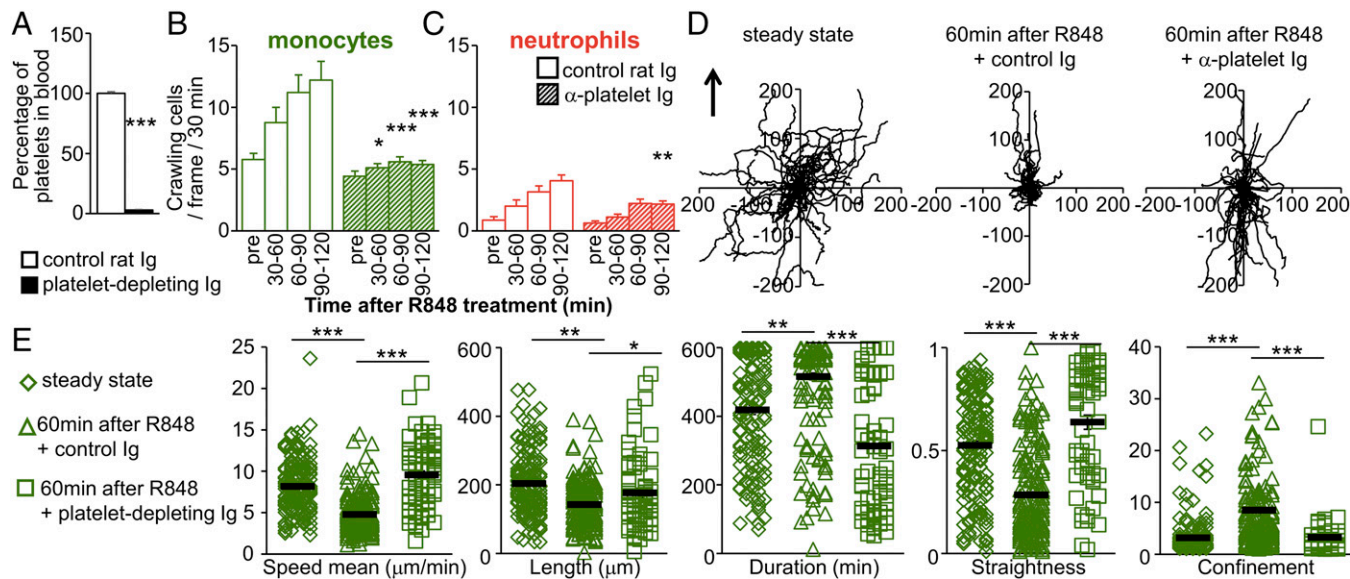 A
Percentage of
platelets in blood
150
100
50
0
***
control rat Ig
platelet-depleting Ig
B
monocytes
Crawling cells
/ frame / 30 min
15
10
5
0
*
***
***
pre
30-60
60-90
90-120
pre
30-60
60-90
90-120
C
neutrophils
control rat Ig
α-platelet Ig
15
10
5
0
**
pre
30-60
60-90
90-120
pre
30-60
60-90
90-120
Time after R848 treatment (min)
D
steady state
200
100
-200
-100
100
200
-100
-200
60min after R848
+ control Ig
200
100
-200
-100
100
200
-100
-200
60min after R848
+ α-platelet Ig
200
100
-200
-100
100
200
-100
-200
E
steady state
60min after R848
+ control Ig
60min after R848
+ platelet-depleting Ig
***
***
25
20
15
10
5
0
Speed mean (μm/min)
**
*
600
400
200
0
Length (μm)
**
***
600
400
200
0
Duration (min)
***
***
1
0.5
0
Straightness
***
***
40
30
20
10
0
Confinement